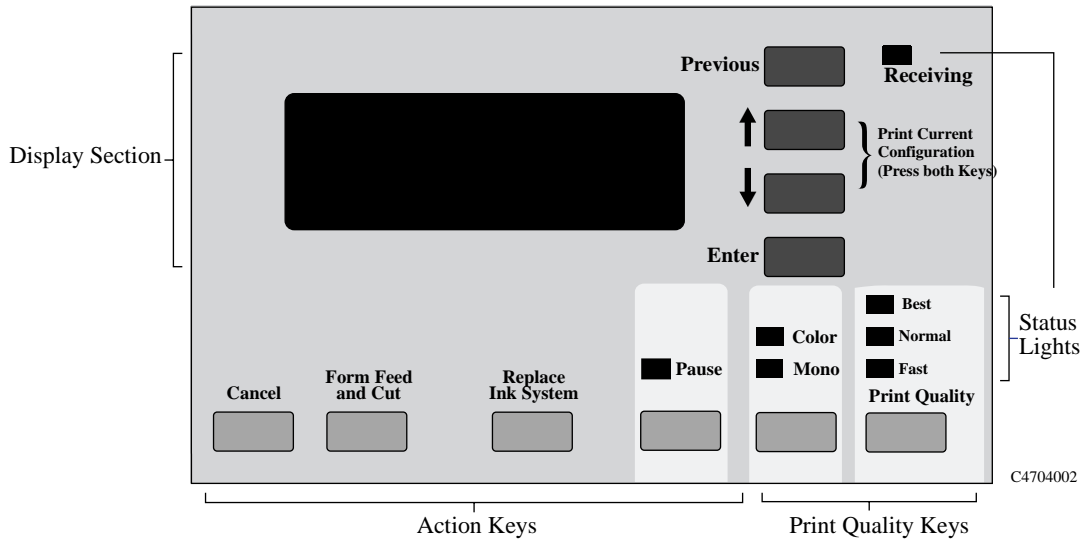 Previous
Receiving
Display Section
Print Current
Configuration
(Press both Keys)
Enter
Best
Color
Normal
Status
Lights
Pause
Mono
Fast
Cancel
Form Feed
and Cut
Replace
Ink System
Print Quality
C4704002
Action Keys
Print Quality Keys